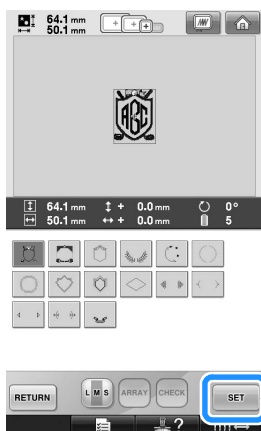 64.1 mm
50.1 mm
ABC
64.1 mm + 0.0 mm 0°
50.1 mm + 0.0 mm 5
RETURN L M S ARRAY CHECK SET
?